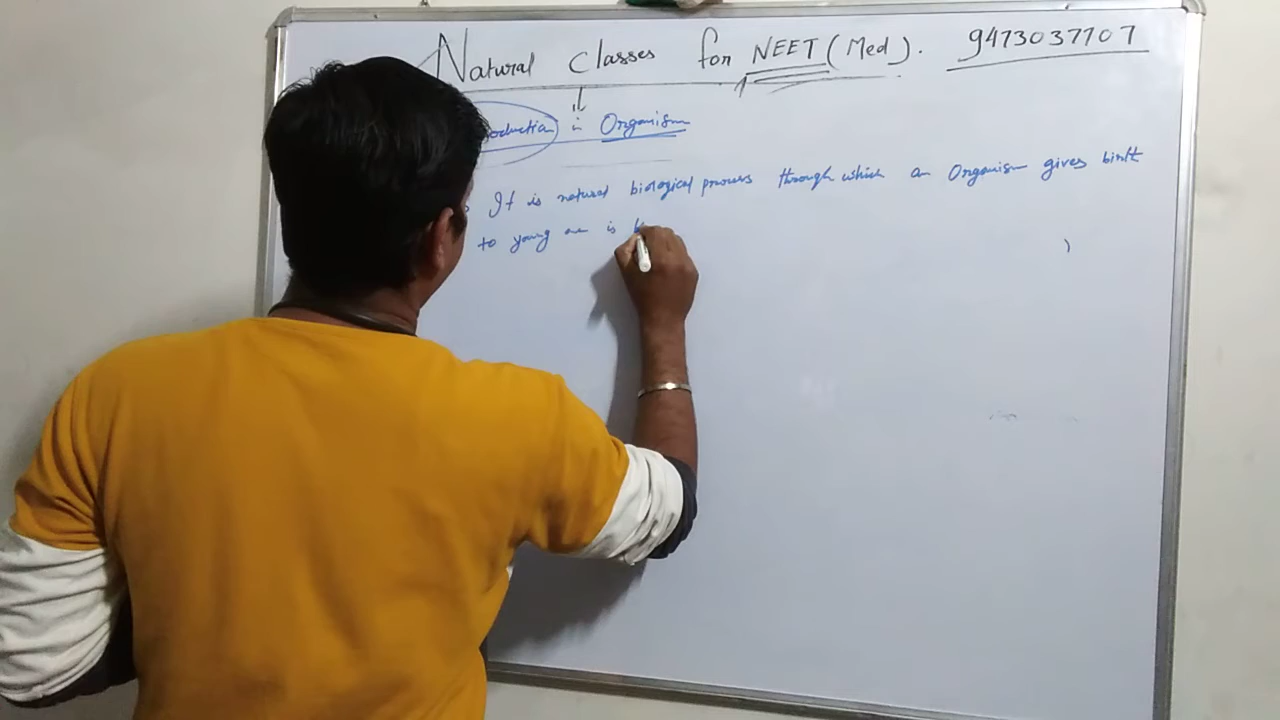 Natural Classes for NEET (Med). 9473037707
oduction in Organism
It is natural biological process through which an Organism gives birth
to young one is